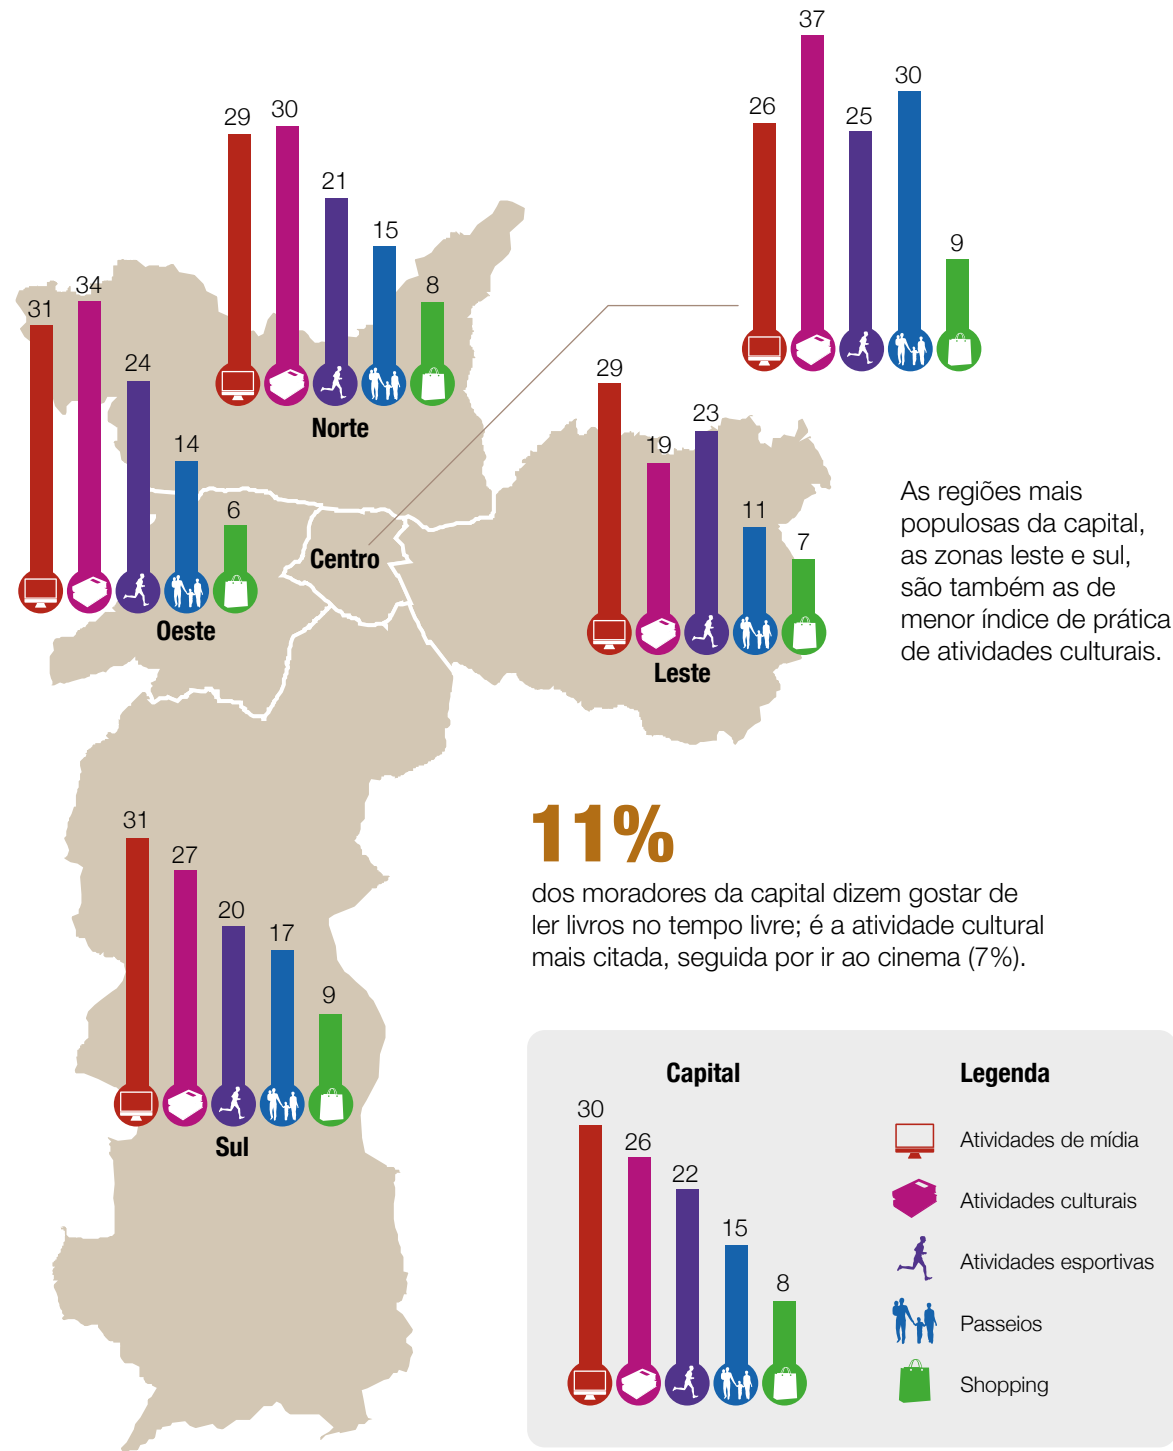 29
30
21
15
8
Norte
37
26
25
30
9
31
34
24
14
6
Oeste
Centro
29
19
23
11
7
Leste
As regiões mais
populosas da capital,
as zonas leste e sul,
são também as de
menor índice de prática
de atividades culturais.
31
27
20
17
9
Sul
11%
dos moradores da capital dizem gostar de
ler livros no tempo livre; é a atividade cultural
mais citada, seguida por ir ao cinema (7%).
Capital
30
26
22
15
8
Legenda
Atividades de mídia
Atividades culturais
Atividades esportivas
Passeios
Shopping